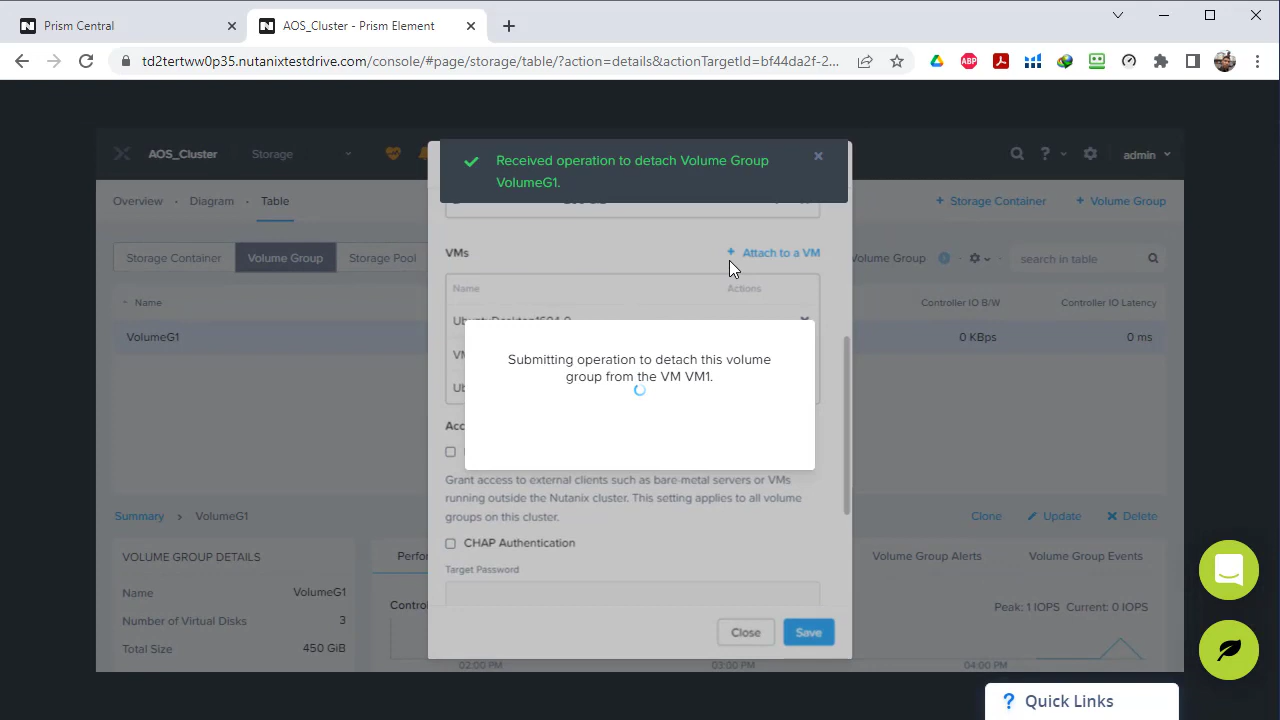 Prism Central
AOS_Cluster - Prism Element
td2tertww0p35.nutanixtestdrive.com/console/#page/storage/table/?action=details&actionTargetId=bf44da2f-2...
ABP
AOS_Cluster
Storage
?
admin
Received operation to detach Volume Group
VolumeG1.
Overview
Diagram
Table
+ Storage Container
+ Volume Group
Storage Container
Volume Group
Storage Pool
Volume Group
search in table
VMs
+ Attach to a VM
Name
Controller IO B/W
Controller IO Latency
Name
Actions
VolumeG1
0 KBps
0 ms
UbuntuDesktop1604-0
Submitting operation to detach this volume
group from the VM VM1.
Grant access to external clients such as bare-metal servers or VMs
running outside the Nutanix cluster. This setting applies to all volume
groups on this cluster.
Summary > VolumeG1
Clone
Update
Delete
CHAP Authentication
Target Password
VOLUME GROUP DETAILS
Volume Group Alerts
Volume Group Events
Name
VolumeG1
Number of Virtual Disks
3
Total Size
450 GiB
Peak: 1 IOPS Current: 0 IOPS
Close
Save
02:00 PM
03:00 PM
04:00 PM
? Quick Links